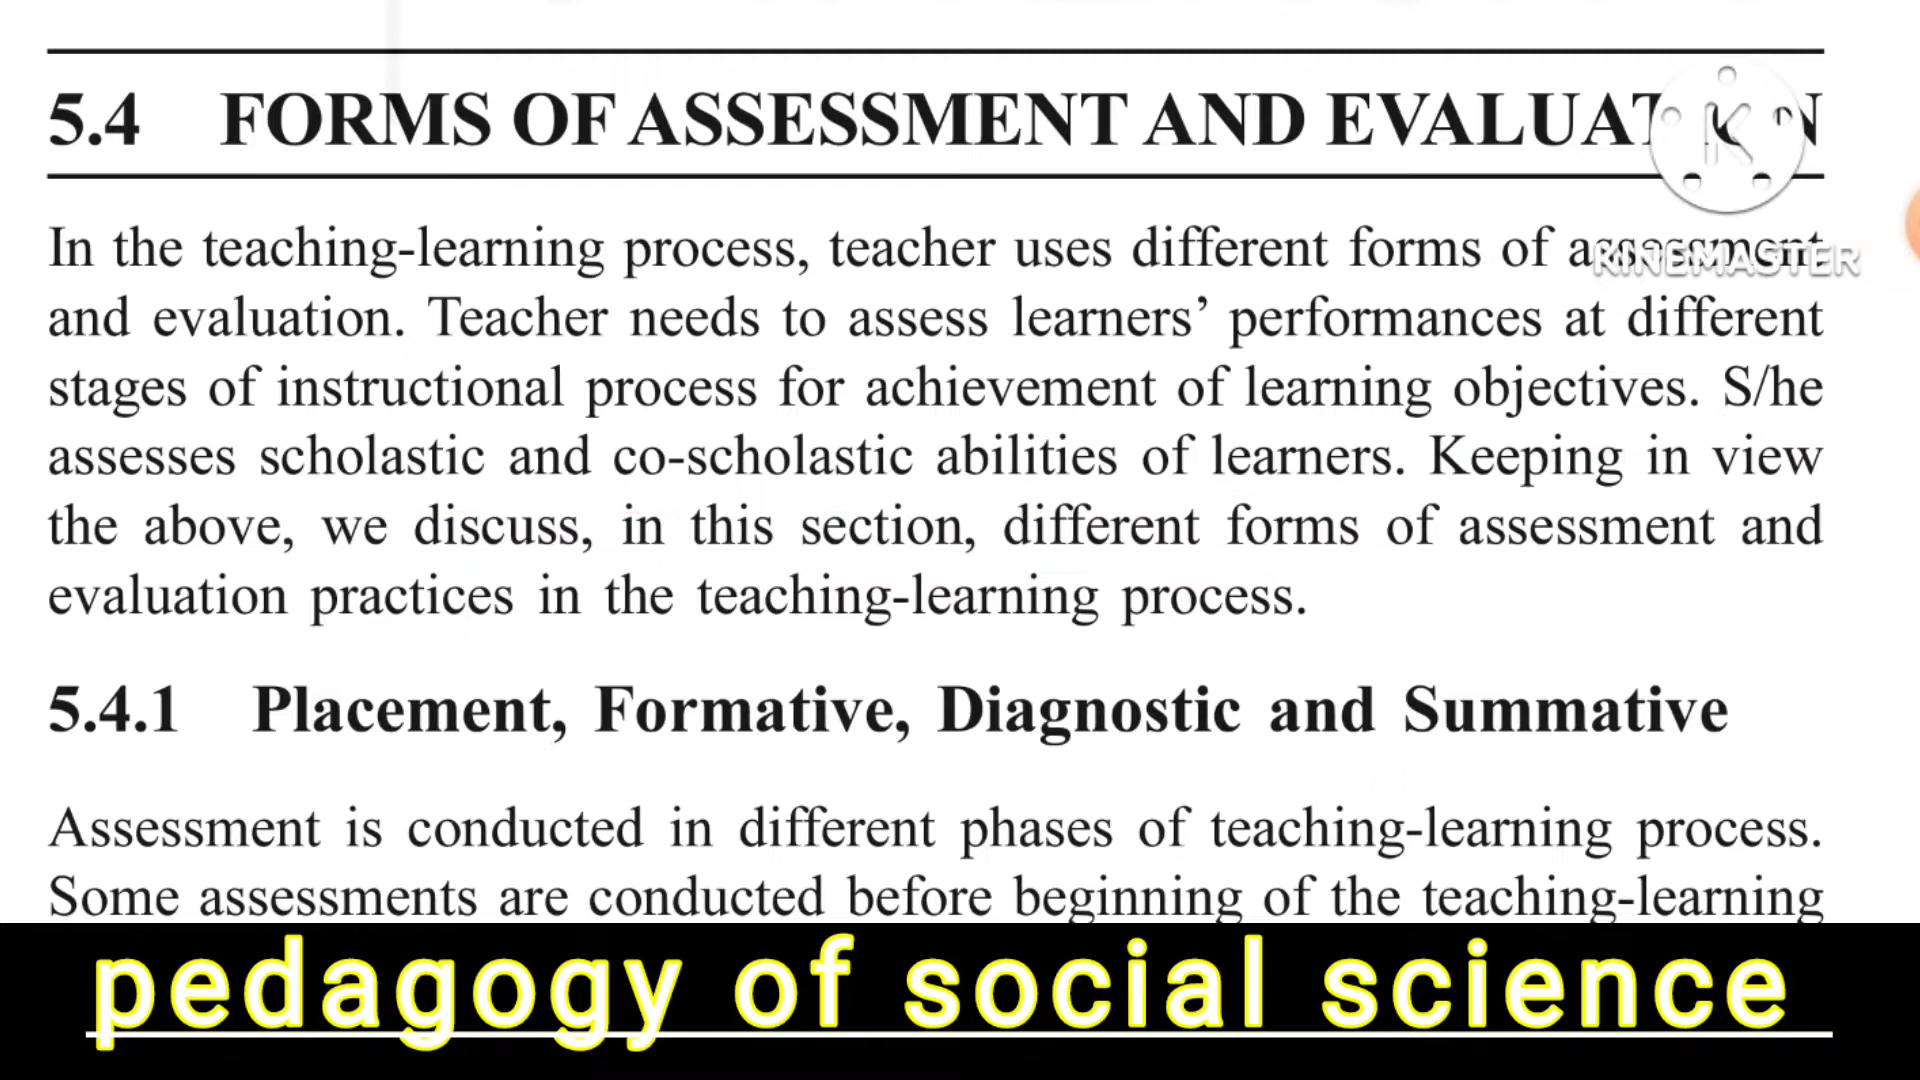 5.4 FORMS OF ASSESSMENT AND EVALUATION
In the teaching-learning process, teacher uses different forms of assessment
KINEMASTER
and evaluation. Teacher needs to assess learners’ performances at different
stages of instructional process for achievement of learning objectives. S/he
assesses scholastic and co-scholastic abilities of learners. Keeping in view
the above, we discuss, in this section, different forms of assessment and
evaluation practices in the teaching-learning process.
5.4.1 Placement, Formative, Diagnostic and Summative
Assessment is conducted in different phases of teaching-learning process.
Some assessments are conducted before beginning of the teaching-learning
pedagogy of social science